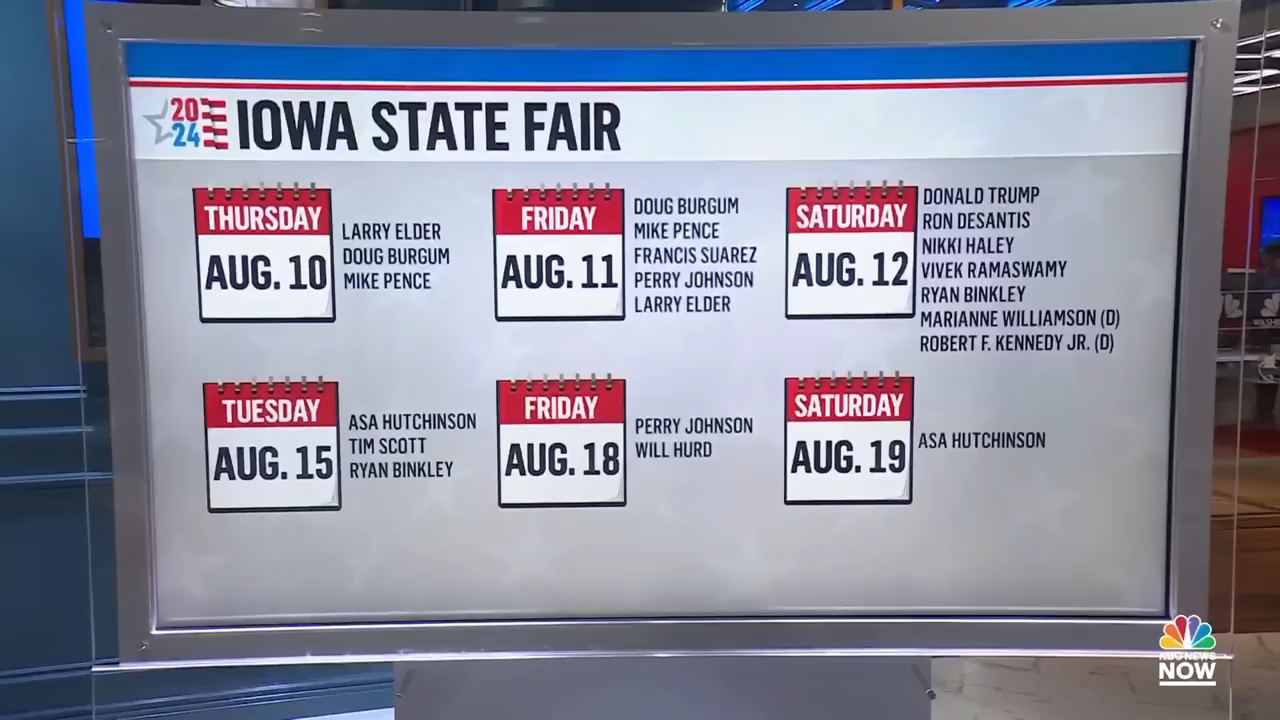 2024 IOWA STATE FAIR
THURSDAY
AUG. 10
LARRY ELDER
DOUG BURGUM
MIKE PENCE
FRIDAY
AUG. 11
DOUG BURGUM
MIKE PENCE
FRANCIS SUAREZ
PERRY JOHNSON
LARRY ELDER
SATURDAY
AUG. 12
DONALD TRUMP
RON DESANTIS
NIKKI HALEY
VIVEK RAMASWAMY
RYAN BINKLEY
MARIANNE WILLIAMSON (D)
ROBERT F. KENNEDY JR. (D)
TUESDAY
AUG. 15
ASA HUTCHINSON
TIM SCOTT
RYAN BINKLEY
FRIDAY
AUG. 18
PERRY JOHNSON
WILL HURD
SATURDAY
AUG. 19
ASA HUTCHINSON
NBC NEWS
NOW